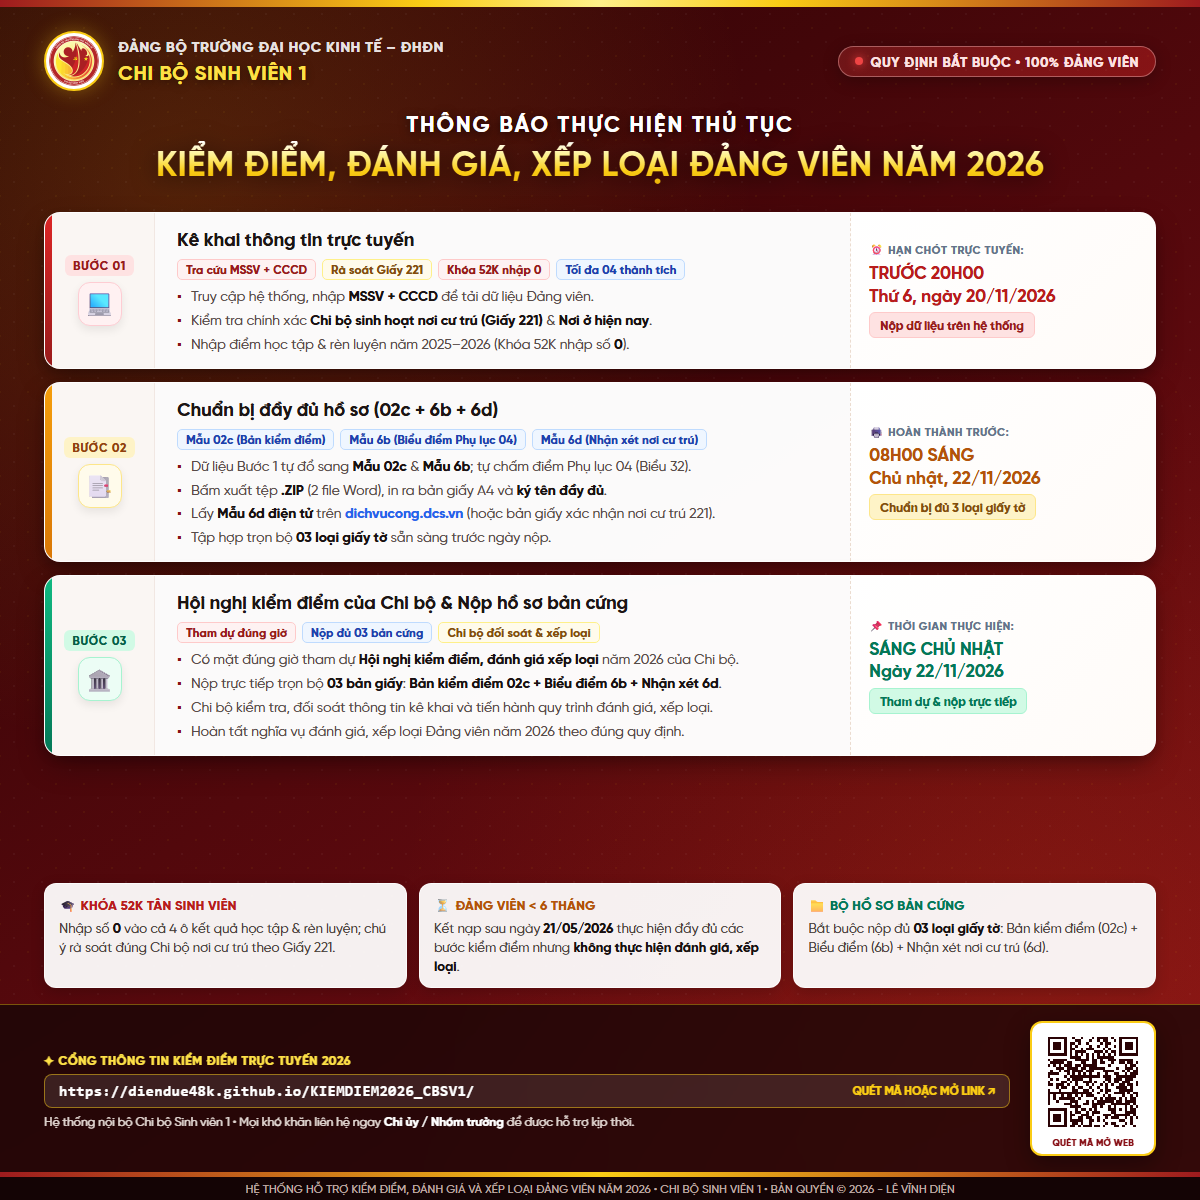 ĐẢNG BỘ TRƯỜNG ĐẠI HỌC KINH TẾ – ĐHĐN
CHI BỘ SINH VIÊN 1
QUY ĐỊNH BẮT BUỘC • 100% ĐẢNG VIÊN
THÔNG BÁO THỰC HIỆN THỦ TỤC
KIỂM ĐIỂM, ĐÁNH GIÁ, XẾP LOẠI ĐẢNG VIÊN NĂM 2026
BƯỚC 01
Kê khai thông tin trực tuyến
Tra cứu MSSV + CCCD
Rà soát Giấy 221
Khóa 52K nhập 0
Tối đa 04 thành tích
▪ Truy cập hệ thống, nhập MSSV + CCCD để tải dữ liệu Đảng viên.
▪ Kiểm tra chính xác Chi bộ sinh hoạt nơi cư trú (Giấy 221) & Nơi ở hiện nay.
▪ Nhập điểm học tập & rèn luyện năm 2025–2026 (Khóa 52K nhập số 0).
HẠN CHÓT TRỰC TUYẾN:
TRƯỚC 20H00
Thứ 6, ngày 20/11/2026
Nộp dữ liệu trên hệ thống
BƯỚC 02
Chuẩn bị đầy đủ hồ sơ (02c + 6b + 6d)
Mẫu 02c (Bản kiểm điểm)
Mẫu 6b (Biểu điểm Phụ lục 04)
Mẫu 6d (Nhận xét nơi cư trú)
▪ Dữ liệu Bước 1 tự đổ sang Mẫu 02c & Mẫu 6b; tự chấm điểm Phụ lục 04 (Biểu 32).
▪ Bấm xuất tệp .ZIP (2 file Word), in ra bản giấy A4 và ký tên đầy đủ.
▪ Lấy Mẫu 6d điện tử trên dichvucong.dcs.vn (hoặc bản giấy xác nhận nơi cư trú 221).
▪ Tập hợp trọn bộ 03 loại giấy tờ sẵn sàng trước ngày nộp.
HOÀN THÀNH TRƯỚC:
08H00 SÁNG
Chủ nhật, 22/11/2026
Chuẩn bị đủ 3 loại giấy tờ
BƯỚC 03
Hội nghị kiểm điểm của Chi bộ & Nộp hồ sơ bản cứng
Tham dự đúng giờ
Nộp đủ 03 bản cứng
Chi bộ đối soát & xếp loại
▪ Có mặt đúng giờ tham dự Hội nghị kiểm điểm, đánh giá xếp loại năm 2026 của Chi bộ.
▪ Nộp trực tiếp trọn bộ 03 bản giấy: Bản kiểm điểm 02c + Biểu điểm 6b + Nhận xét 6d.
▪ Chi bộ kiểm tra, đối soát thông tin kê khai và tiến hành quy trình đánh giá, xếp loại.
▪ Hoàn tất nghĩa vụ đánh giá, xếp loại Đảng viên năm 2026 theo đúng quy định.
THỜI GIAN THỰC HIỆN:
SÁNG CHỦ NHẬT
Ngày 22/11/2026
Tham dự & nộp trực tiếp
KHÓA 52K TÂN SINH VIÊN
Nhập số 0 vào cả 4 ô kết quả học tập & rèn luyện; chú
ý rà soát đúng Chi bộ nơi cư trú theo Giấy 221.
ĐẢNG VIÊN < 6 THÁNG
Kết nạp sau ngày 21/05/2026 thực hiện đầy đủ các
bước kiểm điểm nhưng không thực hiện đánh giá, xếp
loại.
BỘ HỒ SƠ BẢN CỨNG
Bắt buộc nộp đủ 03 loại giấy tờ: Bản kiểm điểm (02c) +
Biểu điểm (6b) + Nhận xét nơi cư trú (6d).
✦ CỔNG THÔNG TIN KIỂM ĐIỂM TRỰC TUYẾN 2026
https://diendue48k.github.io/KIEMDIEM2026_CBSV1/
QUÉT MÃ HOẶC MỞ LINK ↗
Hệ thống nội bộ Chi bộ Sinh viên 1 • Mọi khó khăn liên hệ ngay Chi ủy / Nhóm trưởng để được hỗ trợ kịp thời.
QUÉT MÃ MỞ WEB
HỆ THỐNG HỖ TRỢ KIỂM ĐIỂM, ĐÁNH GIÁ VÀ XẾP LOẠI ĐẢNG VIÊN NĂM 2026 • CHI BỘ SINH VIÊN 1 • BẢN QUYỀN © 2026 – LÊ VĨNH DIỆN